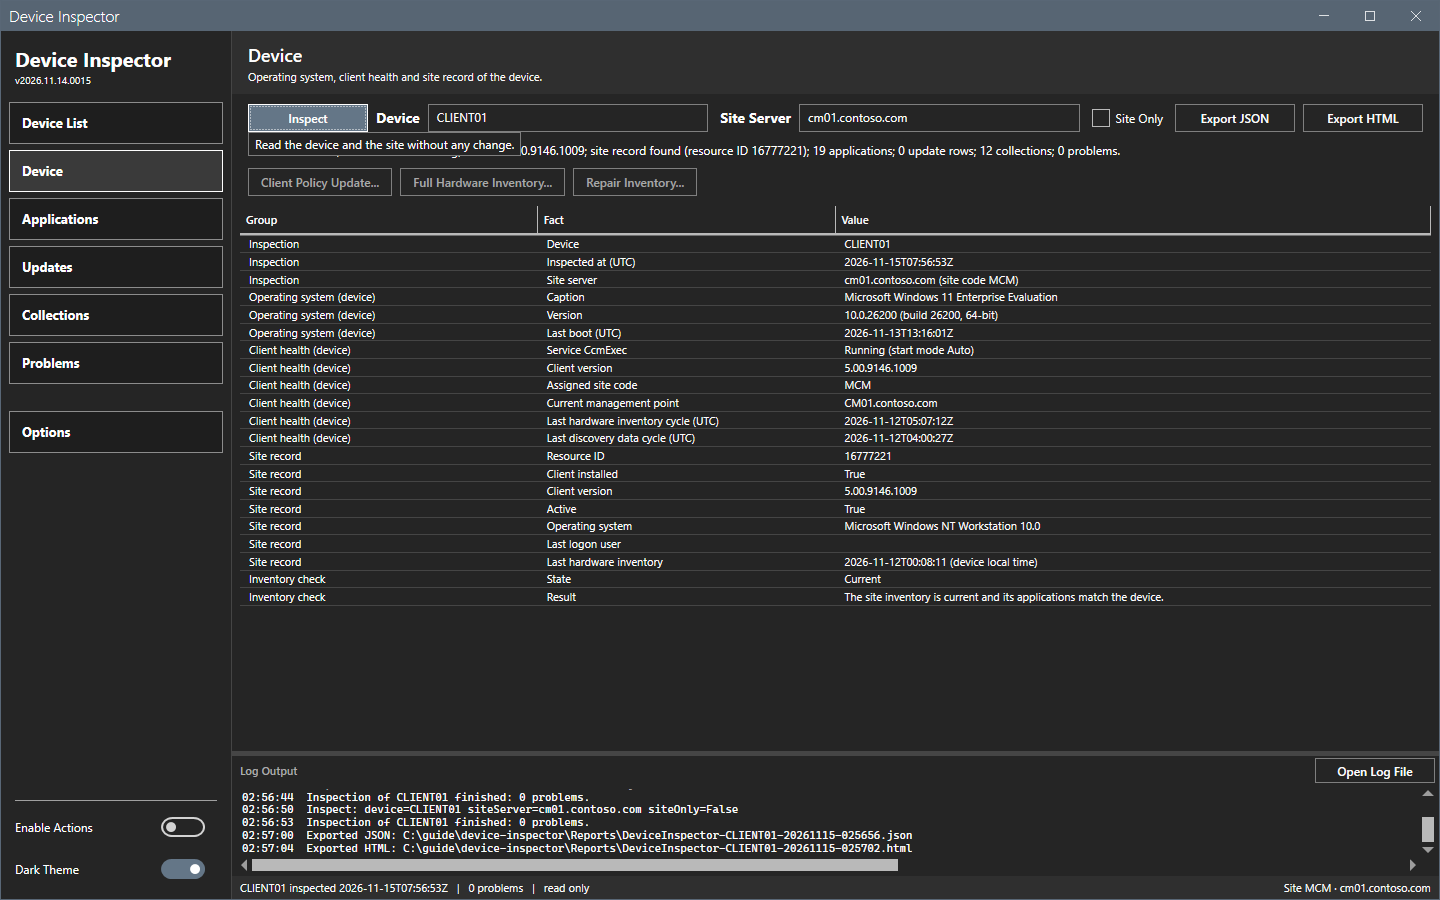 Device Inspector
Device Inspector
v2026.11.14.0015
Device List
Device
Applications
Updates
Collections
Problems
Options
Enable Actions
Dark Theme
Device
Operating system, client health and site record of the device.
Inspect Device CLIENT01 Site Server cm01.contoso.com Site Only Export JSON Export HTML
Read the device and the site without any change.
0.9146.1009; site record found (resource ID 16777221); 19 applications; 0 update rows; 12 collections; 0 problems.
Client Policy Update... Full Hardware Inventory... Repair Inventory...
Group Fact Value
Inspection Device CLIENT01
Inspection Inspected at (UTC) 2026-11-15T07:56:53Z
Inspection Site server cm01.contoso.com (site code MCM)
Operating system (device) Caption Microsoft Windows 11 Enterprise Evaluation
Operating system (device) Version 10.0.26200 (build 26200, 64-bit)
Operating system (device) Last boot (UTC) 2026-11-13T13:16:01Z
Client health (device) Service CcmExec Running (start mode Auto)
Client health (device) Client version 5.00.9146.1009
Client health (device) Assigned site code MCM
Client health (device) Current management point CM01.contoso.com
Client health (device) Last hardware inventory cycle (UTC) 2026-11-12T05:07:12Z
Client health (device) Last discovery data cycle (UTC) 2026-11-12T04:00:27Z
Site record Resource ID 16777221
Site record Client installed True
Site record Client version 5.00.9146.1009
Site record Active True
Site record Operating system Microsoft Windows NT Workstation 10.0
Site record Last logon user
Site record Last hardware inventory 2026-11-12T00:08:11 (device local time)
Inventory check State Current
Inventory check Result The site inventory is current and its applications match the device.
Log Output
Open Log File
02:56:44 Inspection of CLIENT01 finished: 0 problems.
02:56:50 Inspect: device=CLIENT01 siteServer=cm01.contoso.com siteOnly=False
02:56:53 Inspection of CLIENT01 finished: 0 problems.
02:57:00 Exported JSON: C:\guide\device-inspector\Reports\DeviceInspector-CLIENT01-20261115-025656.json
02:57:04 Exported HTML: C:\guide\device-inspector\Reports\DeviceInspector-CLIENT01-20261115-025702.html
CLIENT01 inspected 2026-11-15T07:56:53Z | 0 problems | read only
Site MCM · cm01.contoso.com